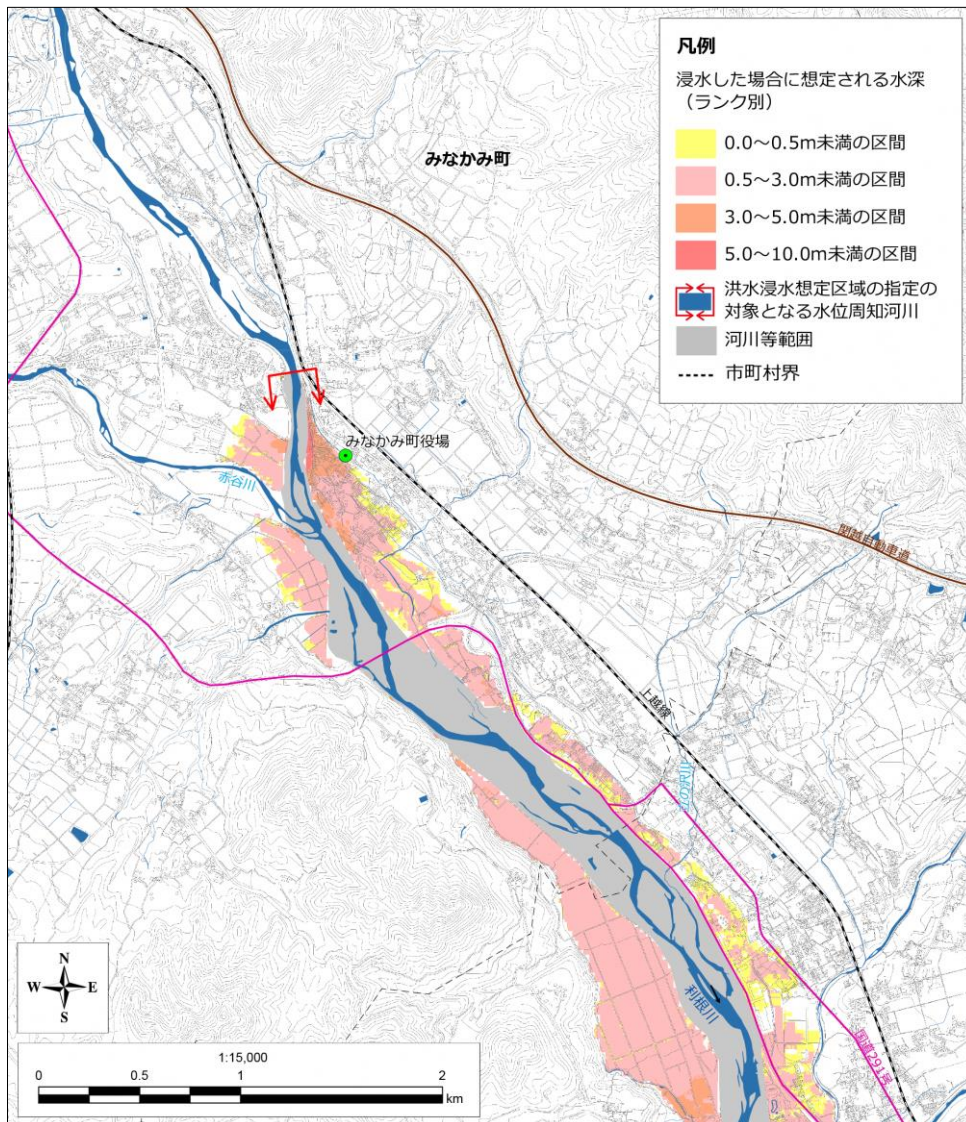 凡例
浸水した場合に想定される水深
（ランク別）
0.0～0.5m未満の区間
0.5～3.0m未満の区間
3.0～5.0m未満の区間
5.0～10.0m未満の区間
洪水浸水想定区域の指定の
対象となる水位周知河川
河川等範囲
市町村界
みなかみ町
みなかみ町役場
赤谷川
関越自動車道
上越線
利根川
国道291号
N
W E
S
1:15,000
0 0.5 1 2
km